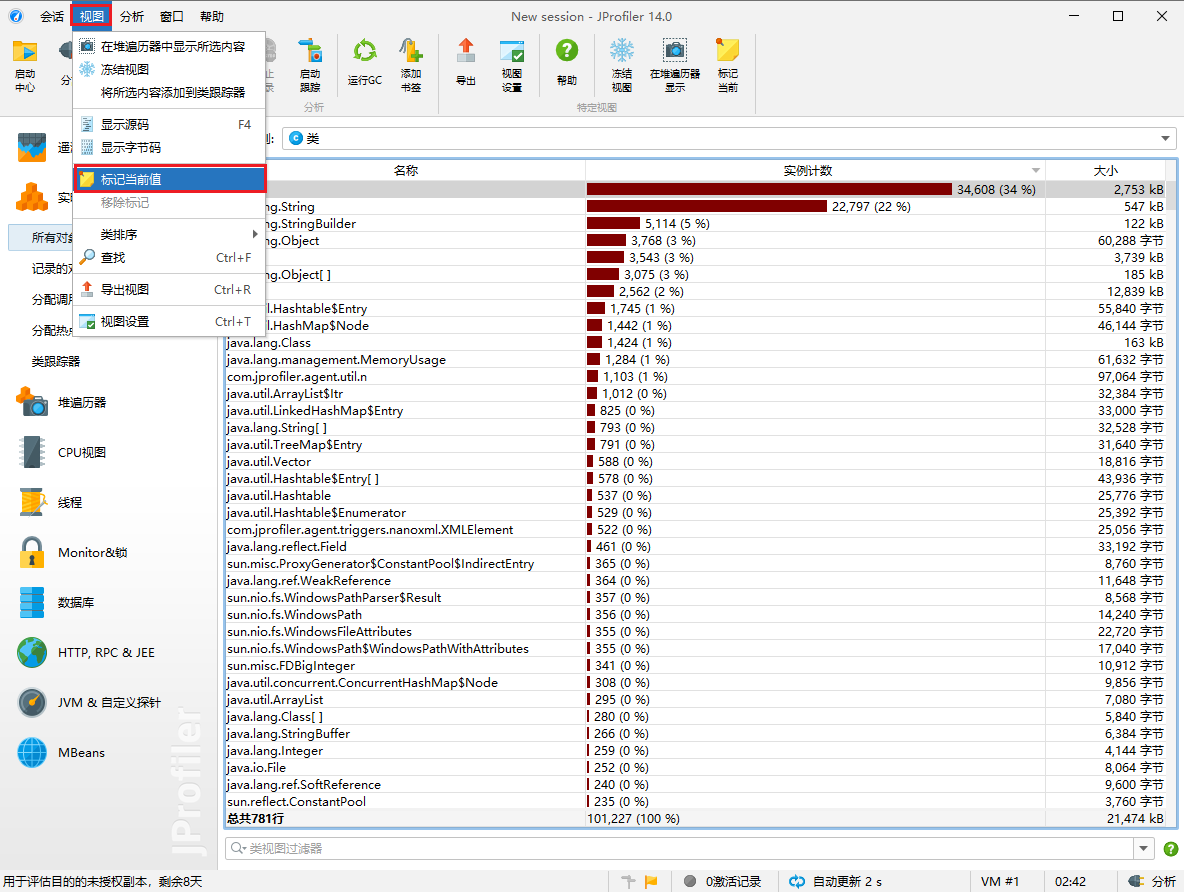 New session - JProfiler 14.0
会话 视图 分析 窗口 帮助
启动中心
启动跟踪
运行GC
添加书签
导出
视图设置
帮助
冻结视图
在堆遍历器显示
标记当前
分析
特定视图
在堆遍历器中显示所选内容
冻结视图
将所选内容添加到类跟踪器
显示源码 F4
显示字节码
标记当前值
移除标记
类排序
查找 Ctrl+F
导出视图 Ctrl+R
视图设置 Ctrl+T
所有对象
记录的对
分配调用
分配热点
类跟踪器
堆遍历器
CPU视图
线程
Monitor&锁
数据库
HTTP, RPC & JEE
JVM & 自定义探针
MBeans
JProfiler
类
名称 实例计数 大小
34,608 (34 %) 2,753 kB
ng.String 22,797 (22 %) 547 kB
ng.StringBuilder 5,114 (5 %) 122 kB
ng.Object 3,768 (3 %) 60,288 字节
3,543 (3 %) 3,739 kB
ng.Object[ ] 3,075 (3 %) 185 kB
2,562 (2 %) 12,839 kB
l.Hashtable$Entry 1,745 (1 %) 55,840 字节
l.HashMap$Node 1,442 (1 %) 46,144 字节
java.lang.Class 1,424 (1 %) 163 kB
java.lang.management.MemoryUsage 1,284 (1 %) 61,632 字节
com.jprofiler.agent.util.n 1,103 (1 %) 97,064 字节
java.util.ArrayList$Itr 1,012 (0 %) 32,384 字节
java.util.LinkedHashMap$Entry 825 (0 %) 33,000 字节
java.lang.String[ ] 793 (0 %) 32,528 字节
java.util.TreeMap$Entry 791 (0 %) 31,640 字节
java.util.Vector 588 (0 %) 18,816 字节
java.util.Hashtable$Entry[ ] 578 (0 %) 43,936 字节
java.util.Hashtable 537 (0 %) 25,776 字节
java.util.Hashtable$Enumerator 529 (0 %) 25,392 字节
com.jprofiler.agent.triggers.nanoxml.XMLElement 522 (0 %) 25,056 字节
java.lang.reflect.Field 461 (0 %) 33,192 字节
sun.misc.ProxyGenerator$ConstantPool$IndirectEntry 365 (0 %) 8,760 字节
java.lang.ref.WeakReference 364 (0 %) 11,648 字节
sun.nio.fs.WindowsPathParser$Result 357 (0 %) 8,568 字节
sun.nio.fs.WindowsPath 356 (0 %) 14,240 字节
sun.nio.fs.WindowsFileAttributes 355 (0 %) 22,720 字节
sun.nio.fs.WindowsPath$WindowsPathWithAttributes 355 (0 %) 17,040 字节
sun.misc.FDBigInteger 341 (0 %) 10,912 字节
java.util.concurrent.ConcurrentHashMap$Node 308 (0 %) 9,856 字节
java.util.ArrayList 295 (0 %) 7,080 字节
java.lang.Class[ ] 280 (0 %) 5,840 字节
java.lang.StringBuffer 266 (0 %) 6,384 字节
java.lang.Integer 259 (0 %) 4,144 字节
java.io.File 252 (0 %) 8,064 字节
java.lang.ref.SoftReference 240 (0 %) 9,600 字节
sun.reflect.ConstantPool 235 (0 %) 3,760 字节
总共781行 101,227 (100 %) 21,474 kB
类视图过滤器
用于评估目的的未授权副本，剩余8天 0激活记录 自动更新 2 s VM #1 02:42 分析